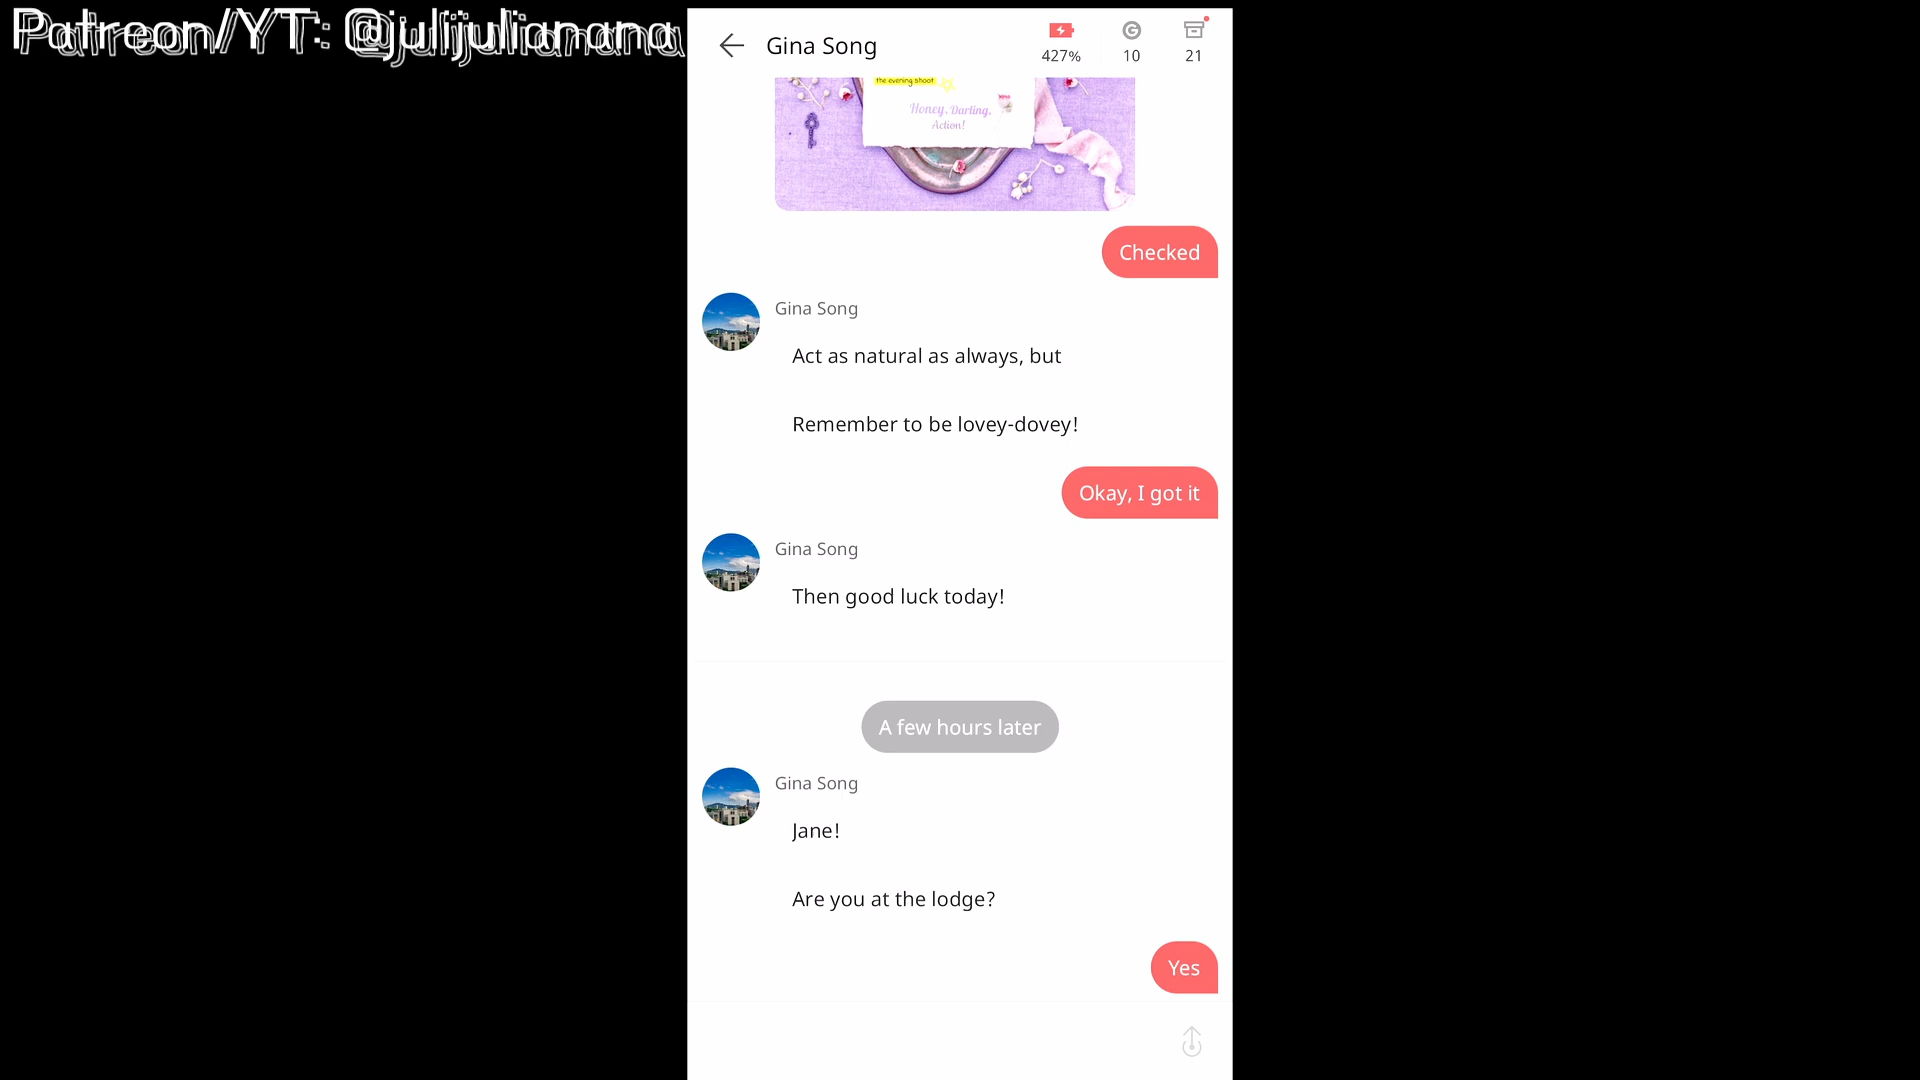 Patreon/YT: @julijulianana
Gina Song
427%
10
21
the evening shoot
Honey, Darling,
Action!
Checked
Gina Song
Act as natural as always, but
Remember to be lovey-dovey!
Okay, I got it
Gina Song
Then good luck today!
A few hours later
Gina Song
Jane!
Are you at the lodge?
Yes